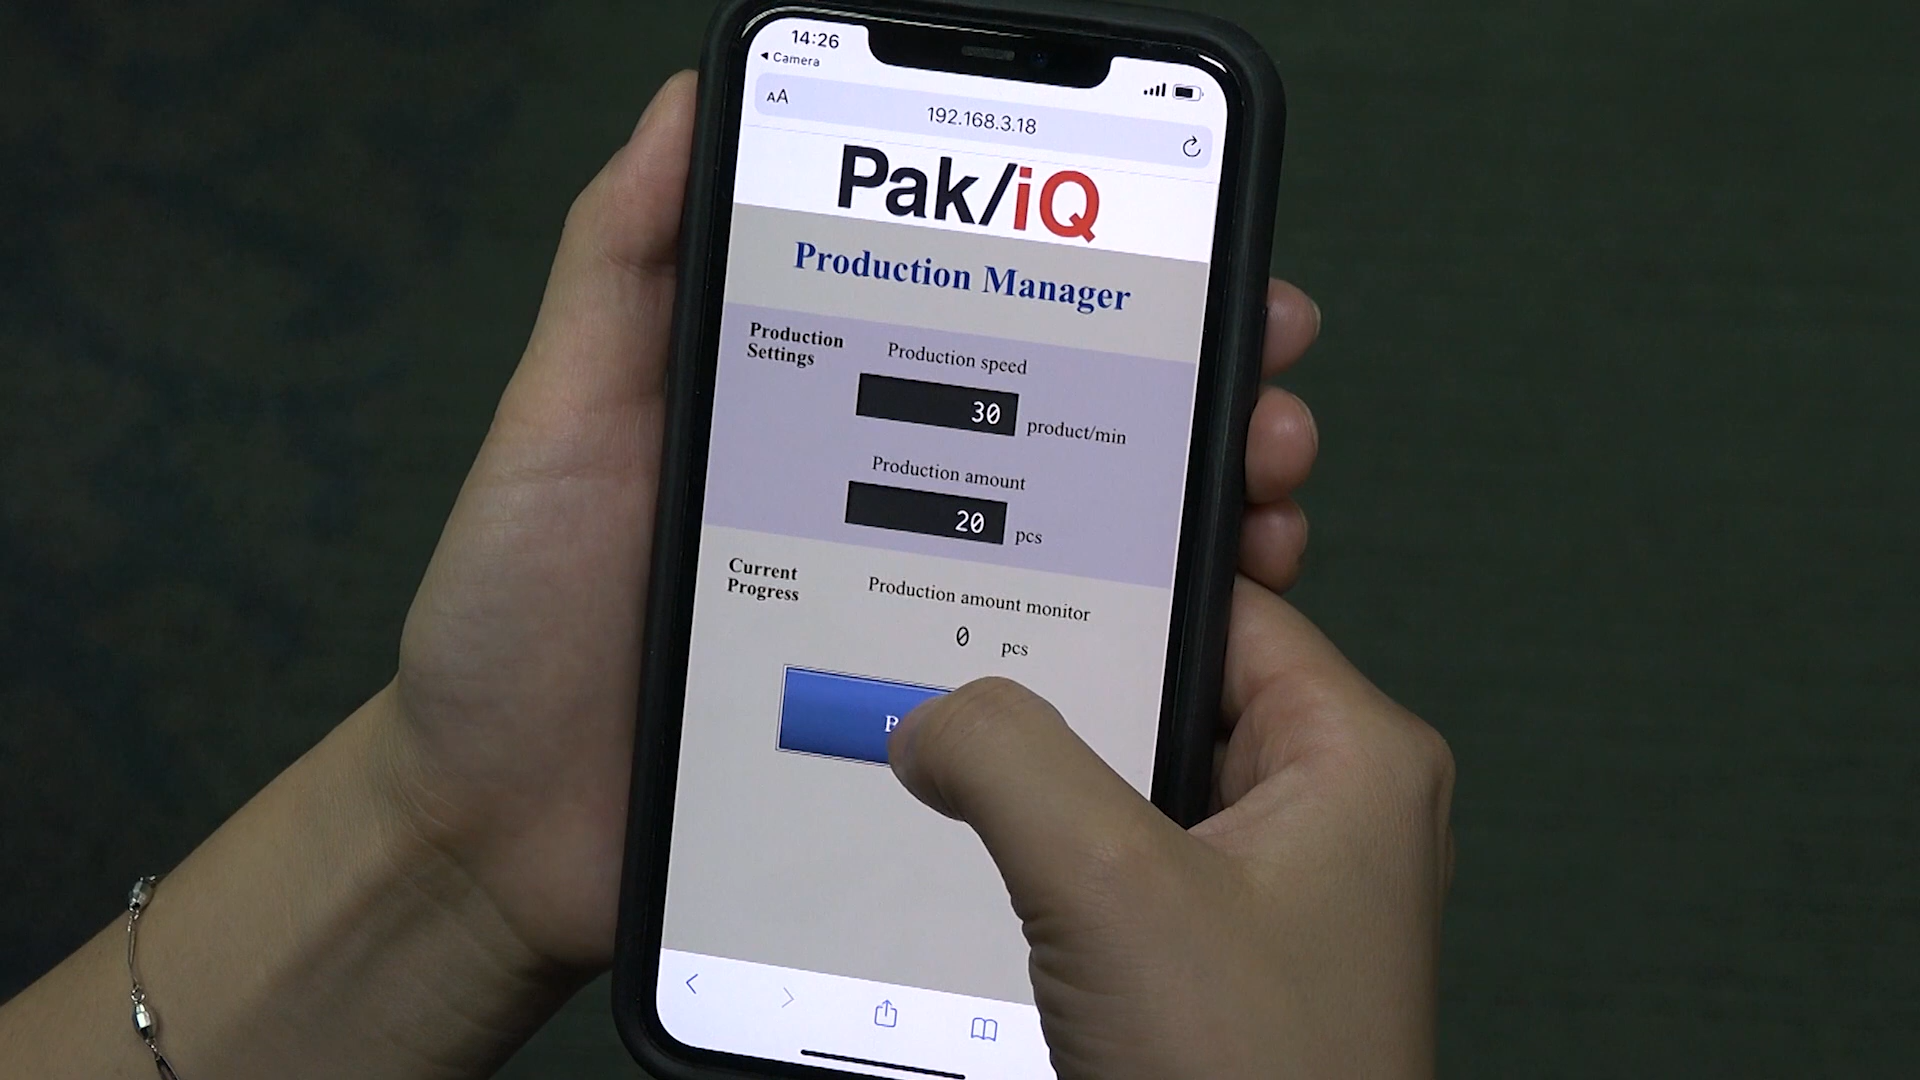 14:26
◀ Camera
AA
192.168.3.18
Pak/iQ
Production Manager
Production
Settings
Production speed
30 product/min
Production amount
20 pcs
Current
Progress
Production amount monitor
0 pcs